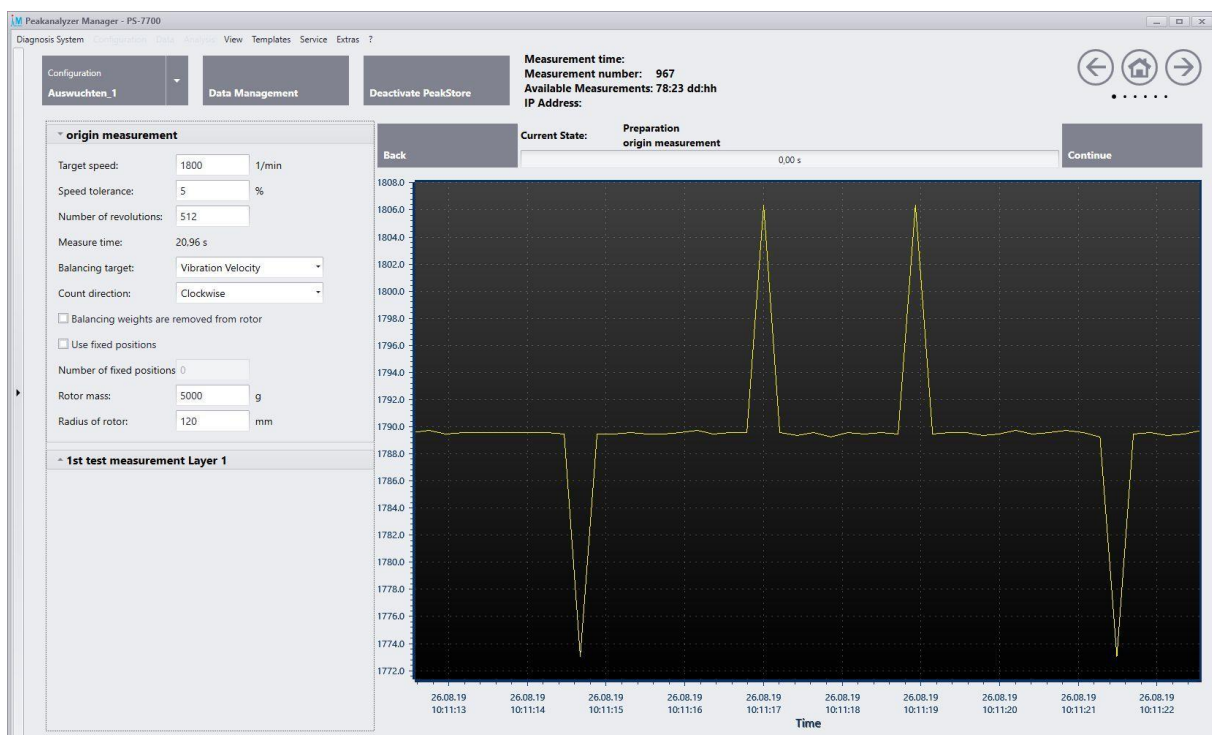 Peakanalyzer Manager - PS-7700
Diagnosis System Configuration Data Analysis View Templates Service Extras ?
Configuration
Auswuchten_1
Data Management
Deactivate PeakStore
Measurement time:
Measurement number: 967
Available Measurements: 78:23 dd:hh
IP Address:
origin measurement
Target speed: 1800 1/min
Speed tolerance: 5 %
Number of revolutions: 512
Measure time: 20.96 s
Balancing target: Vibration Velocity
Count direction: Clockwise
Balancing weights are removed from rotor
Use fixed positions
Number of fixed positions 0
Rotor mass: 5000 g
Radius of rotor: 120 mm
1st test measurement Layer 1
Back
Current State: Preparation
origin measurement
0,00 s
Continue
1808.0
1806.0
1804.0
1802.0
1800.0
1798.0
1796.0
1794.0
1792.0
1790.0
1788.0
1786.0
1784.0
1782.0
1780.0
1778.0
1776.0
1774.0
1772.0
26.08.19 26.08.19 26.08.19 26.08.19 26.08.19 26.08.19 26.08.19 26.08.19 26.08.19 26.08.19
10:11:13 10:11:14 10:11:15 10:11:16 10:11:17 10:11:18 10:11:19 10:11:20 10:11:21 10:11:22
Time